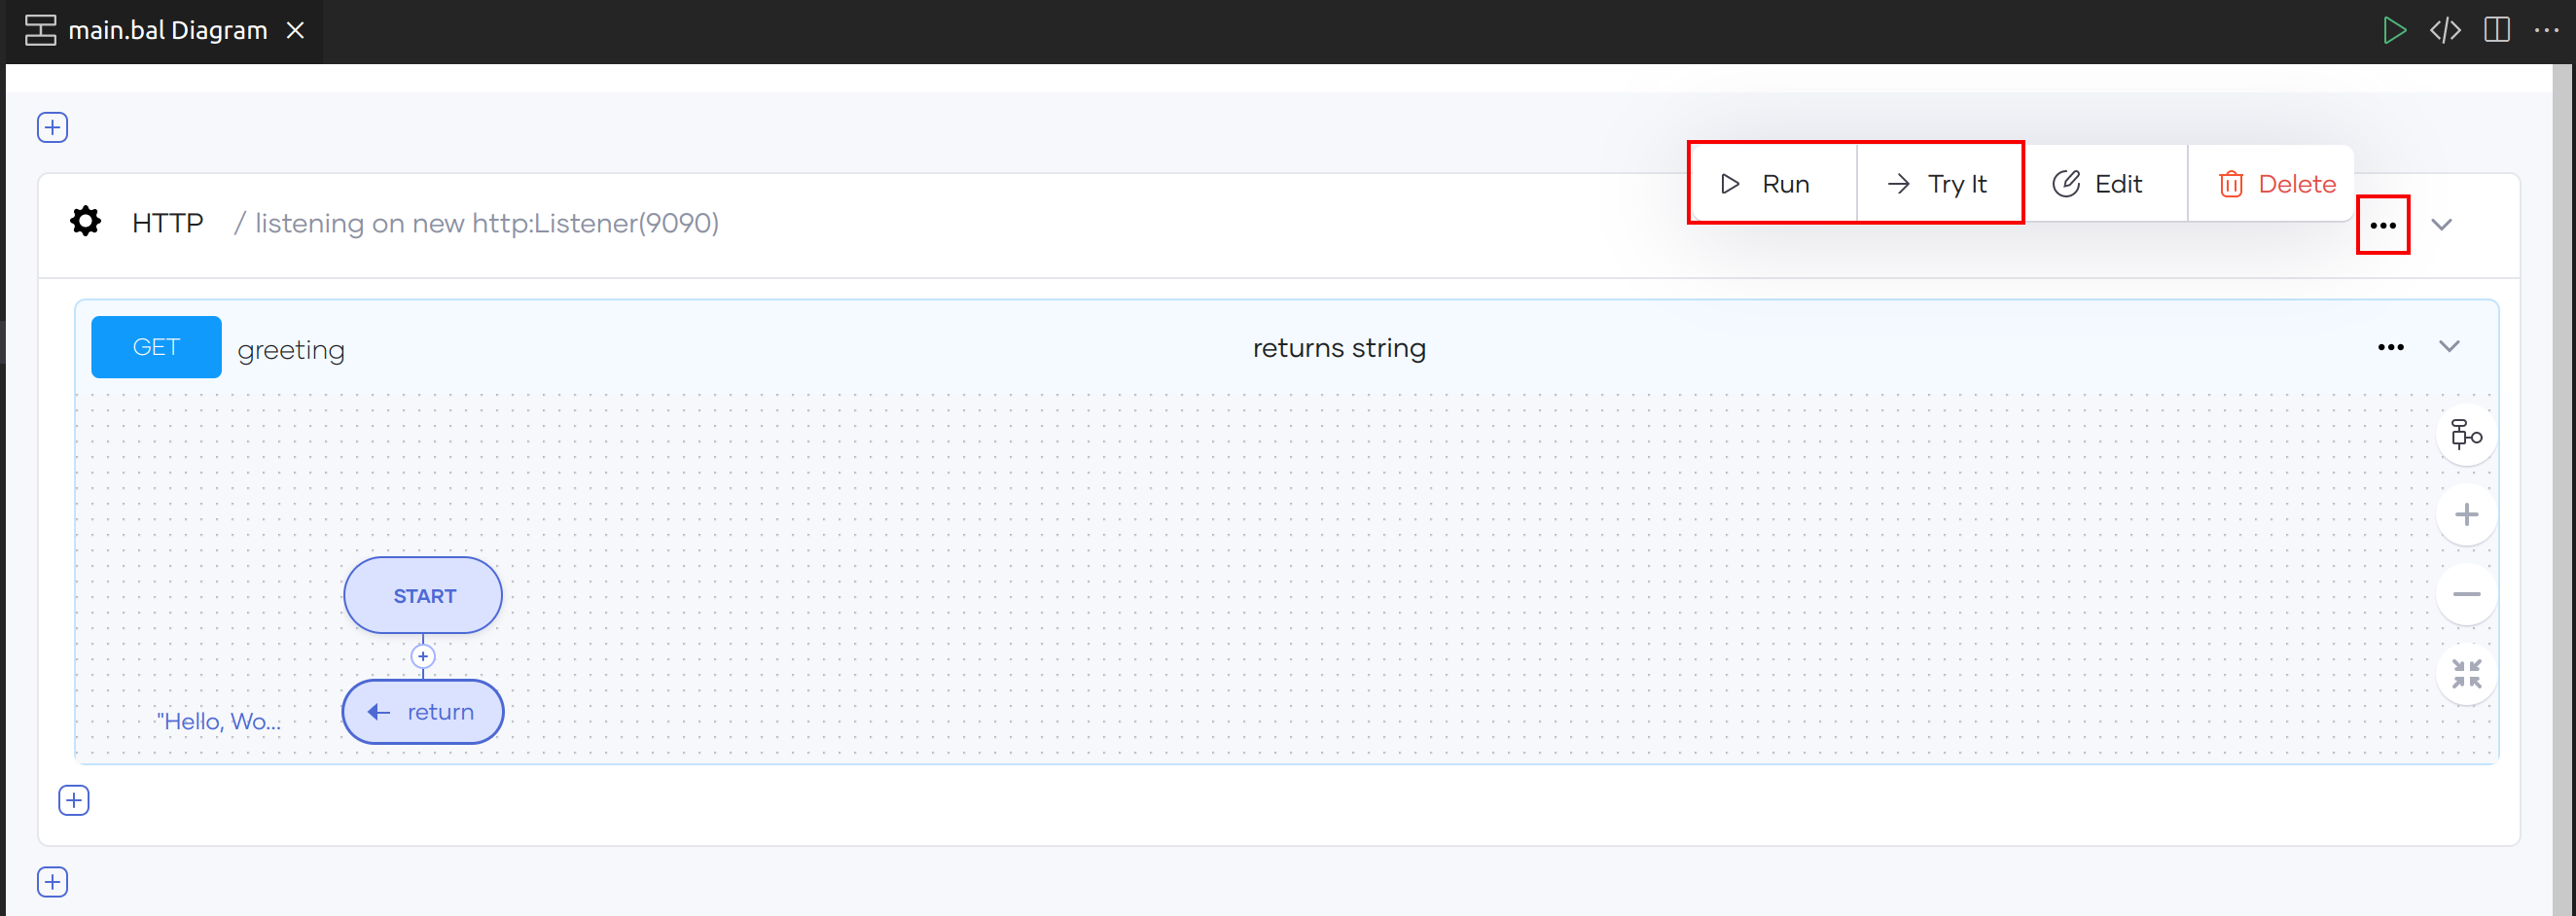 main.bal Diagram
Run Try It Edit Delete
HTTP / listening on new http:Listener(9090)
GET greeting returns string
START
"Hello, Wo... return